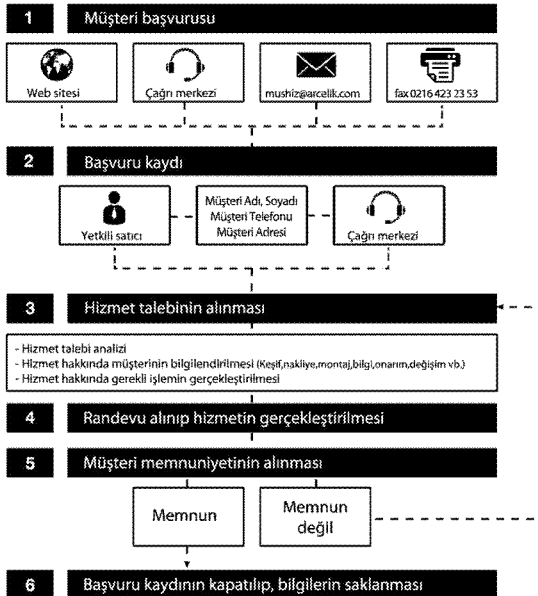 1 Müşteri başvurusu
Web sitesi
Çağrı merkezi
mushiz@arcelik.com
fax 0216 423 23 53
2 Başvuru kaydı
Yetkili satıcı
Müşteri Adı, Soyadı
Müşteri Telefonu
Müşteri Adresi
Çağrı merkezi
3 Hizmet talebinin alınması
- Hizmet talebi analizi
- Hizmet hakkında müşterinin bilgilendirilmesi (Keşif,nakliye,montaj,bilgi,onarım,değişim vb.)
- Hizmet hakkında gerekli işlemin gerçekleştirilmesi
4 Randevu alınıp hizmetin gerçekleştirilmesi
5 Müşteri memnuniyetinin alınması
Memnun
Memnun
değil
6 Başvuru kaydının kapatılıp, bilgilerin saklanması